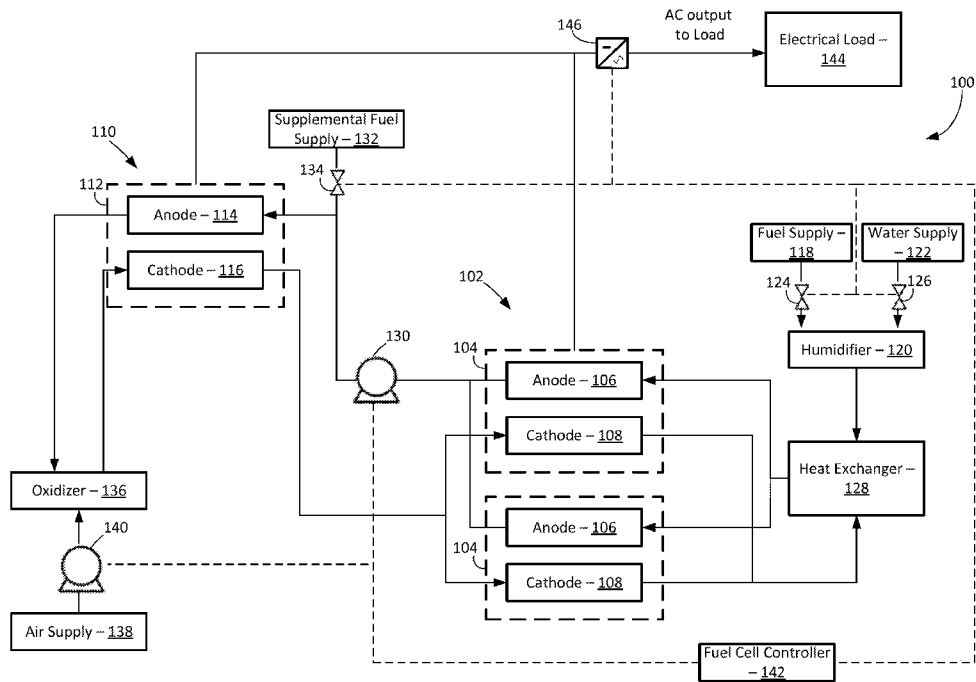 146
AC output
to Load
Electrical Load –
144
100
Supplemental Fuel
Supply – 132
110
134
112
Anode – 114
Cathode – 116
Fuel Supply –
118
Water Supply –
122
124
126
102
130
104
Anode – 106
Humidifier – 120
Cathode – 108
Heat Exchanger –
128
Oxidizer – 136
140
Anode – 106
104
Cathode – 108
Air Supply – 138
Fuel Cell Controller
– 142